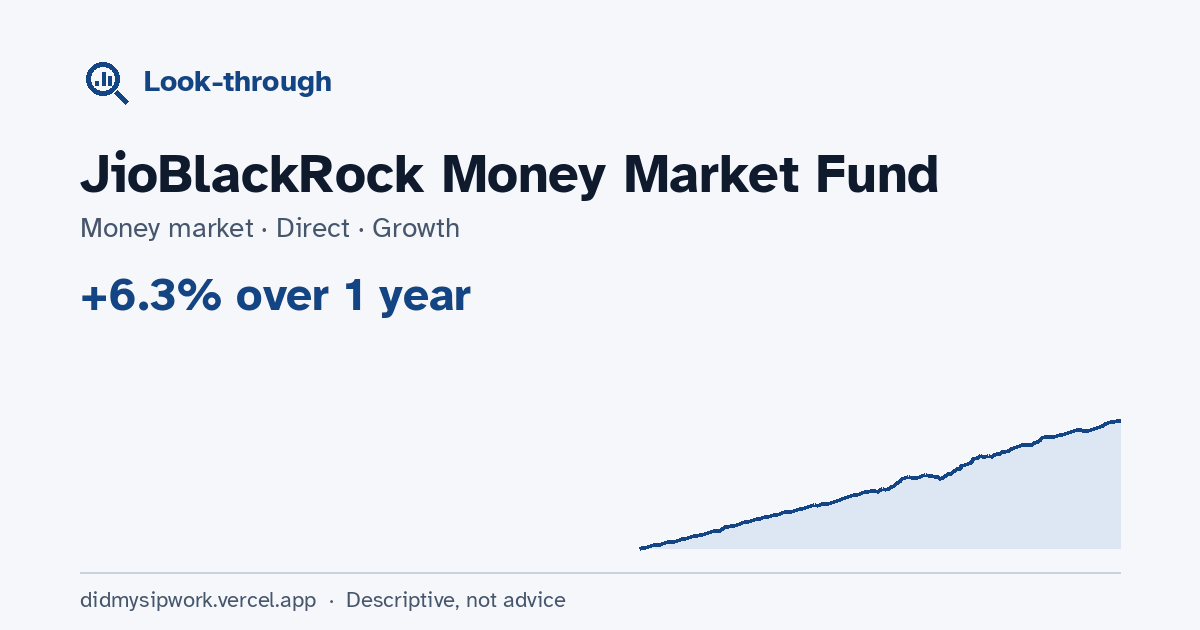 Look-through
JioBlackRock Money Market Fund
Money market · Direct · Growth
+6.3% over 1 year
didmysipwork.vercel.app · Descriptive, not advice